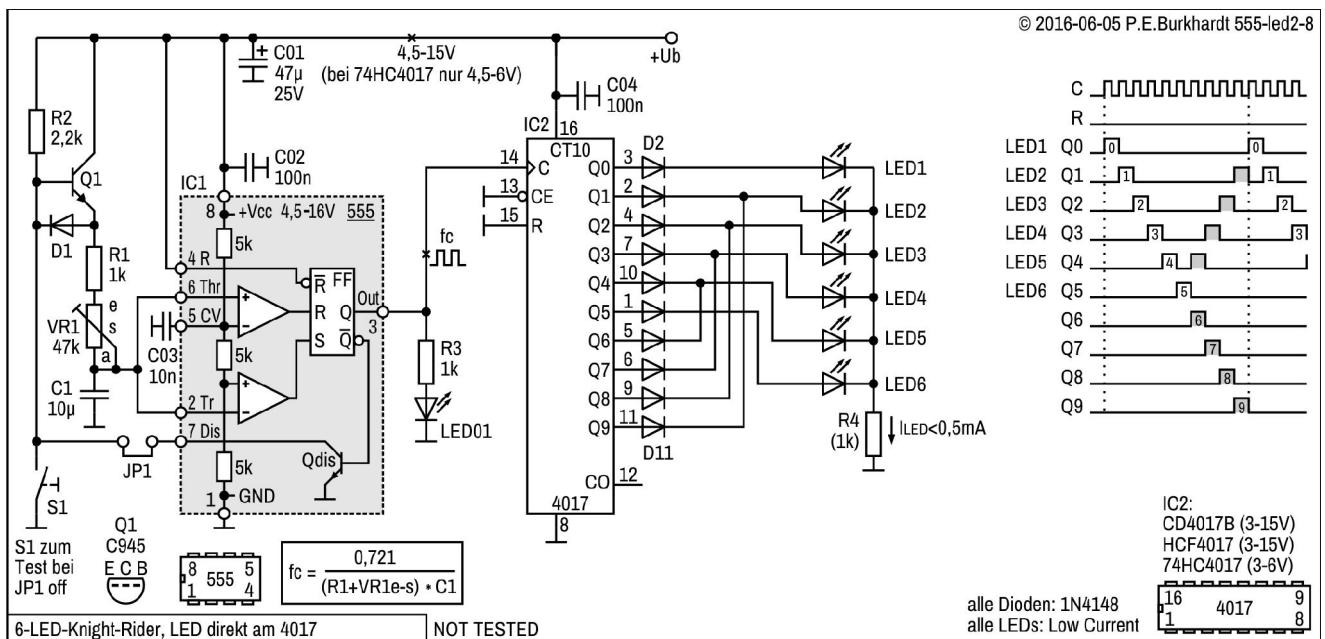 © 2016-06-05 P.E.Burkhardt 555-led2-8
+Ub
4,5-15V
(bei 74HC4017 nur 4,5-6V)
+
C01
47µ
25V
C04
100n
R2
2,2k
Q1
D1
R1
1k
e
s
a
VR1
47k
C1
10µ
C03
10n
C02
100n
IC1
8
+Vcc 4,5-16V 555
5k
4 R
6 Thr
5 CV
2 Tr
7 Dis
+
−
5k
+
−
5k
R FF
R Q
S Q
Out
3
Qdis
1
GND
JP1
S1
fc
R3
1k
LED01
IC2
16
CT10
14
C
13
CE
15
R
Q0 3
Q1 2
Q2 4
Q3 7
Q4 10
Q5 1
Q6 5
Q7 6
Q8 9
Q9 11
CO 12
4017
8
D2
D11
LED1
LED2
LED3
LED4
LED5
LED6
R4
(1k)
ILED<0,5mA
C
R
LED1 Q0 0 0
LED2 Q1 1 1
LED3 Q2 2 2
LED4 Q3 3 3
LED5 Q4 4
LED6 Q5 5
Q6 6
Q7 7
Q8 8
Q9 9
S1 zum
Test bei
JP1 off
Q1
C945
E C B
8 5
555
1 4
fc = 0,721
(R1+VR1e-s) • C1
IC2:
CD4017B (3-15V)
HCF4017 (3-15V)
74HC4017 (3-6V)
alle Dioden: 1N4148
alle LEDs: Low Current
16 9
4017
1 8
6-LED-Knight-Rider, LED direkt am 4017
NOT TESTED